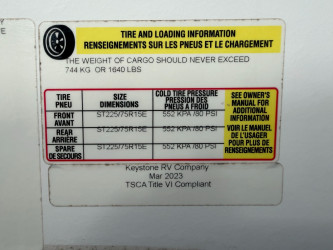 TIRE AND LOADING INFORMATION
RENSEIGNEMENTS SUR LES PNEUS ET LE CHARGEMENT
THE WEIGHT OF CARGO SHOULD NEVER EXCEED
744 KG OR 1640 LBS
TIRE
PNEU
SIZE
DIMENSIONS
COLD TIRE PRESSURE
PRESSION DES
PNEUS A FROID
SEE OWNER'S
MANUAL FOR
ADDITIONAL
INFORMATION
FRONT
AVANT
ST225/75R15E
552 KPA /80 PSI
REAR
ARRIÈRE
ST225/75R15E
552 KPA /80 PSI
VOIR LE MANUEL
DE L'USAGER
POUR PLUS DE
RENSEIGNEMENTS
SPARE
DE SECOURS
ST225/75R15E
552 KPA /80 PSI
Keystone RV Company
Mar 2023
TSCA Title VI Compliant